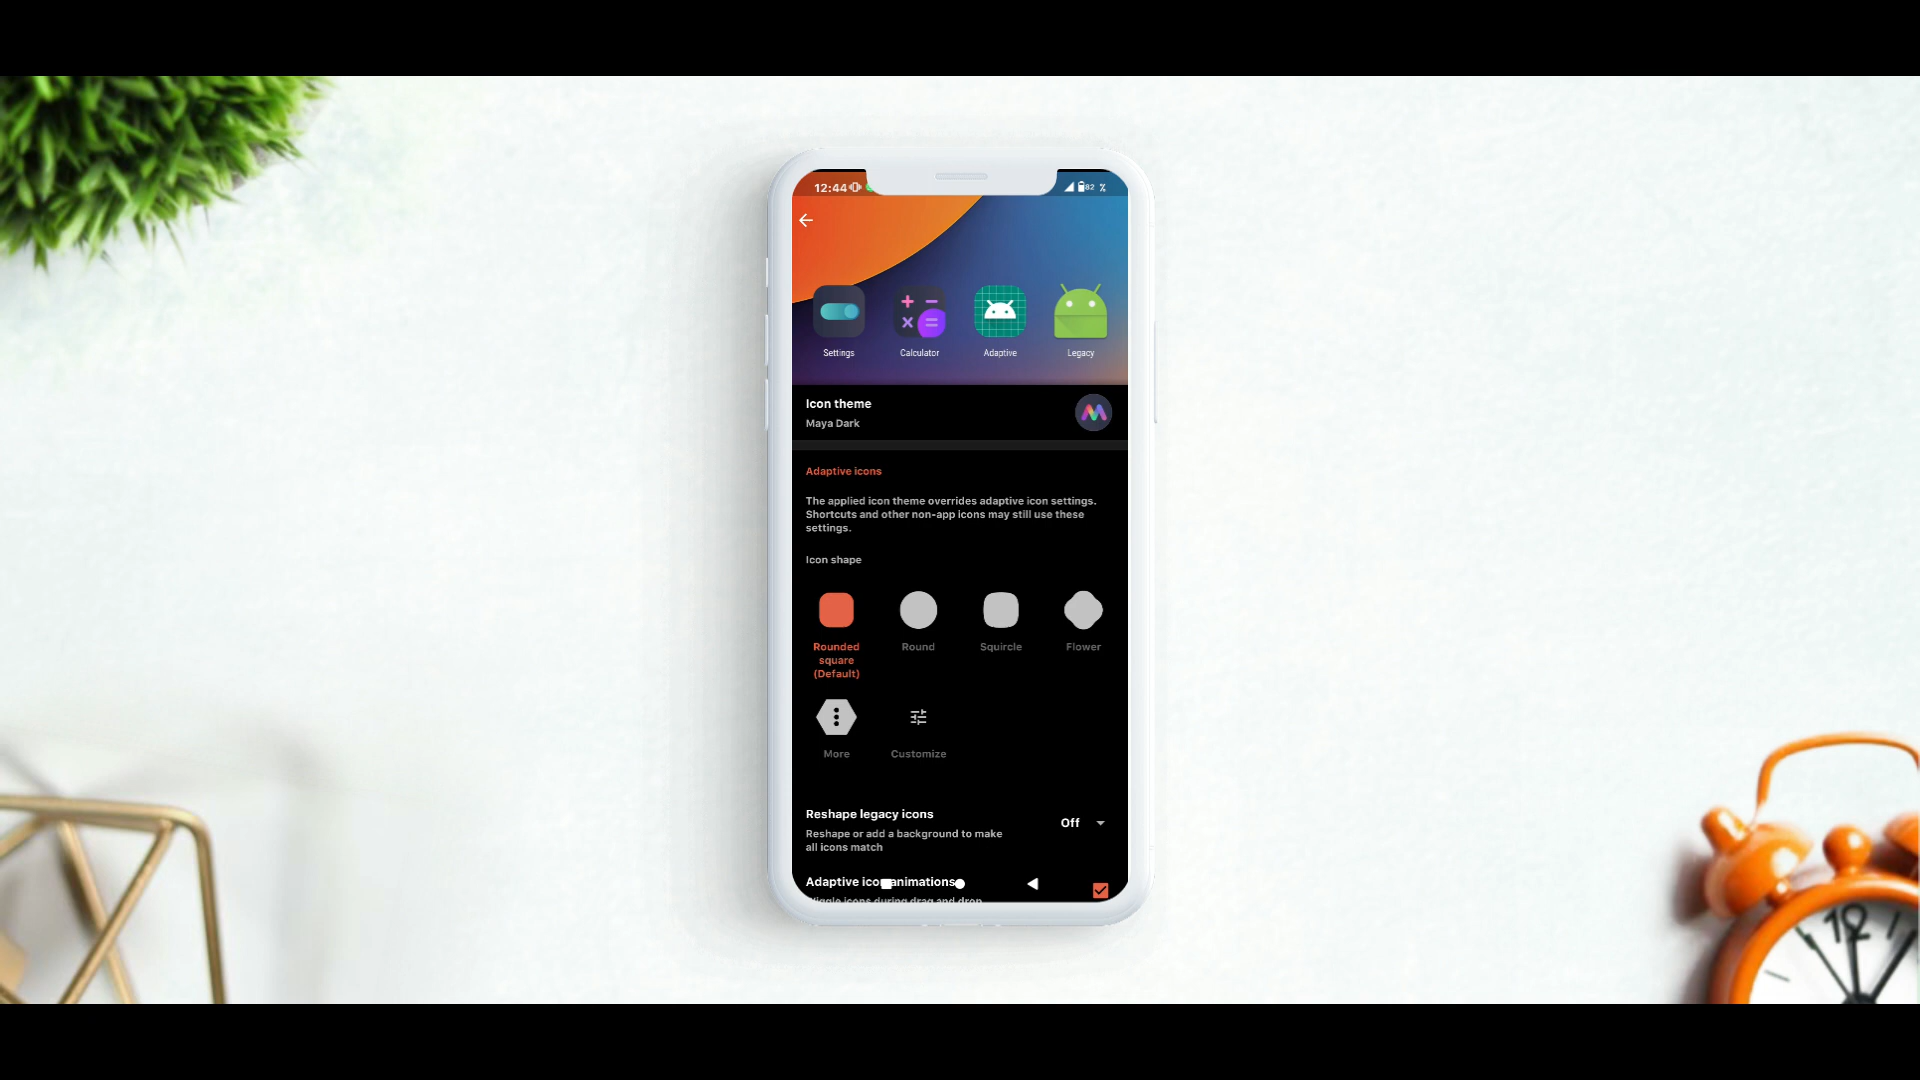 12:44 82 %
Settings Calculator Adaptive Legacy
Icon theme
Maya Dark
Adaptive icons
The applied icon theme overrides adaptive icon settings.
Shortcuts and other non-app icons may still use these
settings.
Icon shape
Rounded
square
(Default)
Round
Squircle
Flower
More
Customize
Reshape legacy icons
Reshape or add a background to make
all icons match
Off
Adaptive icon animations
icons during drag and drop
12
1